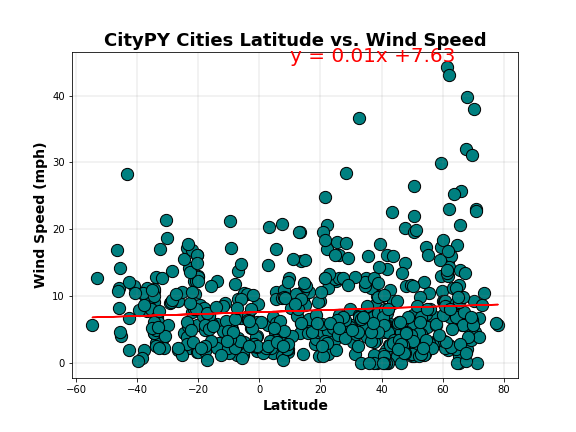 CityPY Cities Latitude vs. Wind Speed
y = 0.01x +7.63
Wind Speed (mph)
40
30
20
10
0
−60 −40 −20 0 20 40 60 80
Latitude